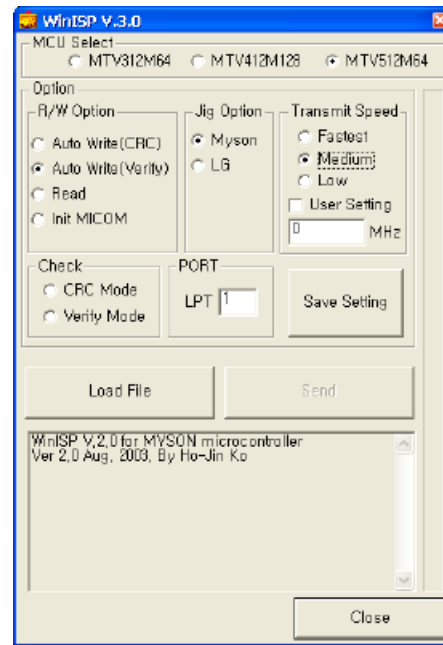 WinISP V.3.0
MCU Select
MTV312M64 MTV412M128 MTV512M64
Option
R/W Option
Auto Write(CRC)
Auto Write(Verity)
Read
Init MICOM
Jig Option
Myson
LG
Transmit Speed
Fastest
Medium
Low
User Setting
0 MHz
Check
CRC Mode
Verity Mode
PORT
LPT 1
Save Setting
Load File
Send
WinISP V.2.0 for MYSON microcontroller
Ver 2.0 Aug, 2003, By Ho-Jin Ko
Close